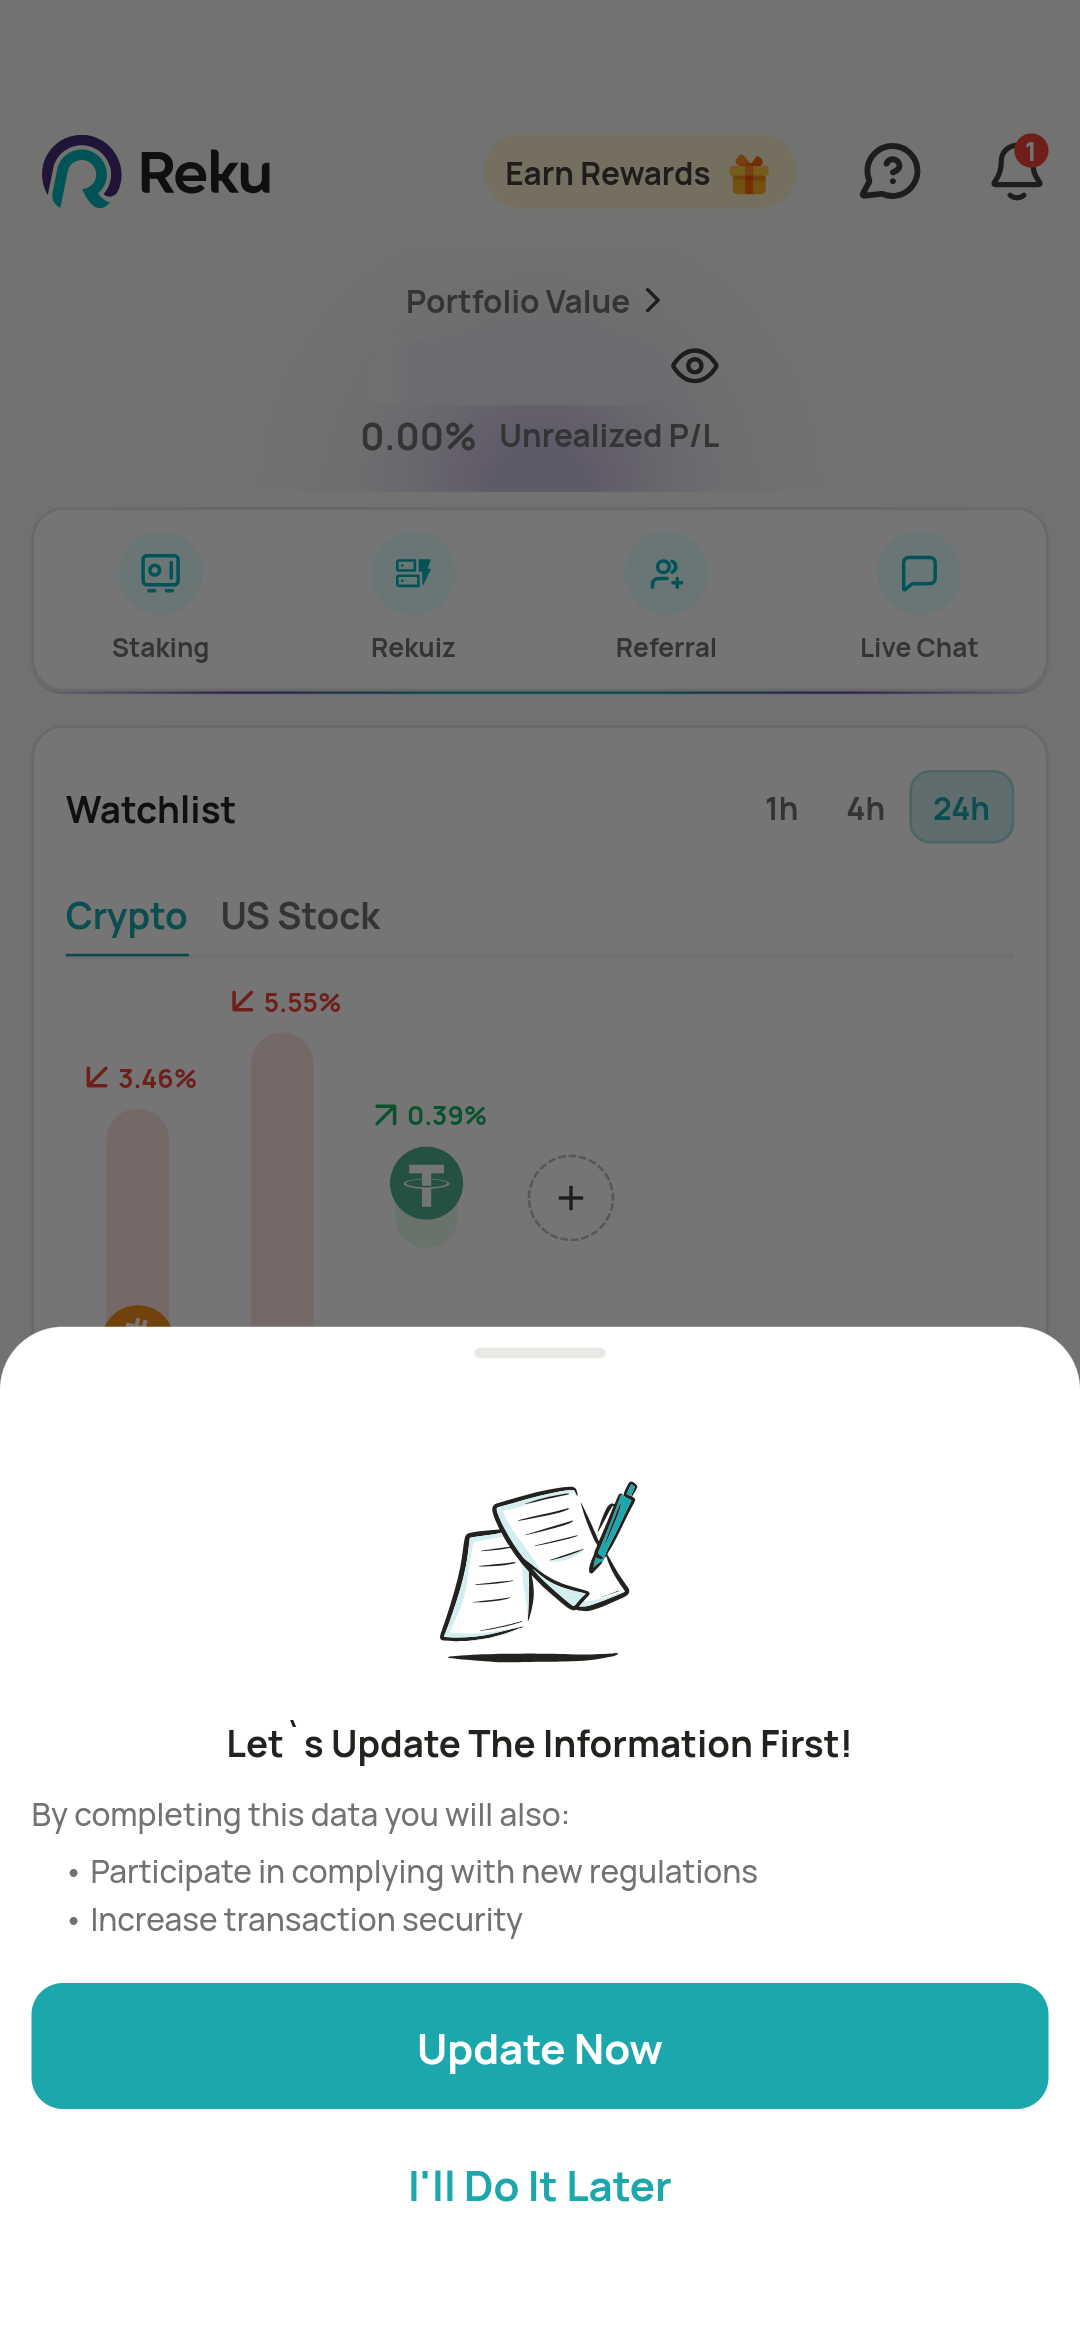 Reku
Earn Rewards
1
Portfolio Value
0.00% Unrealized P/L
Staking
Rekuiz
Referral
Live Chat
Watchlist
1h
4h
24h
Crypto
US Stock
5.55%
3.46%
0.39%
Let`s Update The Information First!
By completing this data you will also:
• Participate in complying with new regulations
• Increase transaction security
Update Now
I'll Do It Later